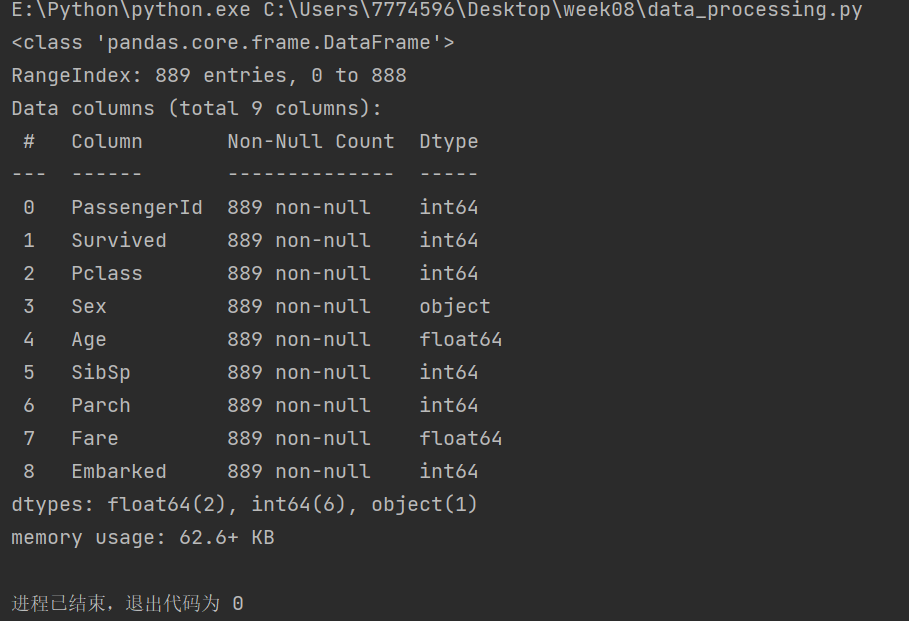 E:\Python\python.exe C:\Users\7774596\Desktop\week08\data_processing.py
<class 'pandas.core.frame.DataFrame'>
RangeIndex: 889 entries, 0 to 888
Data columns (total 9 columns):
 #   Column       Non-Null Count  Dtype
---  ------       --------------  -----
 0   PassengerId  889 non-null    int64
 1   Survived     889 non-null    int64
 2   Pclass       889 non-null    int64
 3   Sex          889 non-null    object
 4   Age          889 non-null    float64
 5   SibSp        889 non-null    int64
 6   Parch        889 non-null    int64
 7   Fare         889 non-null    float64
 8   Embarked     889 non-null    int64
dtypes: float64(2), int64(6), object(1)
memory usage: 62.6+ KB
进程已结束，退出代码为 0